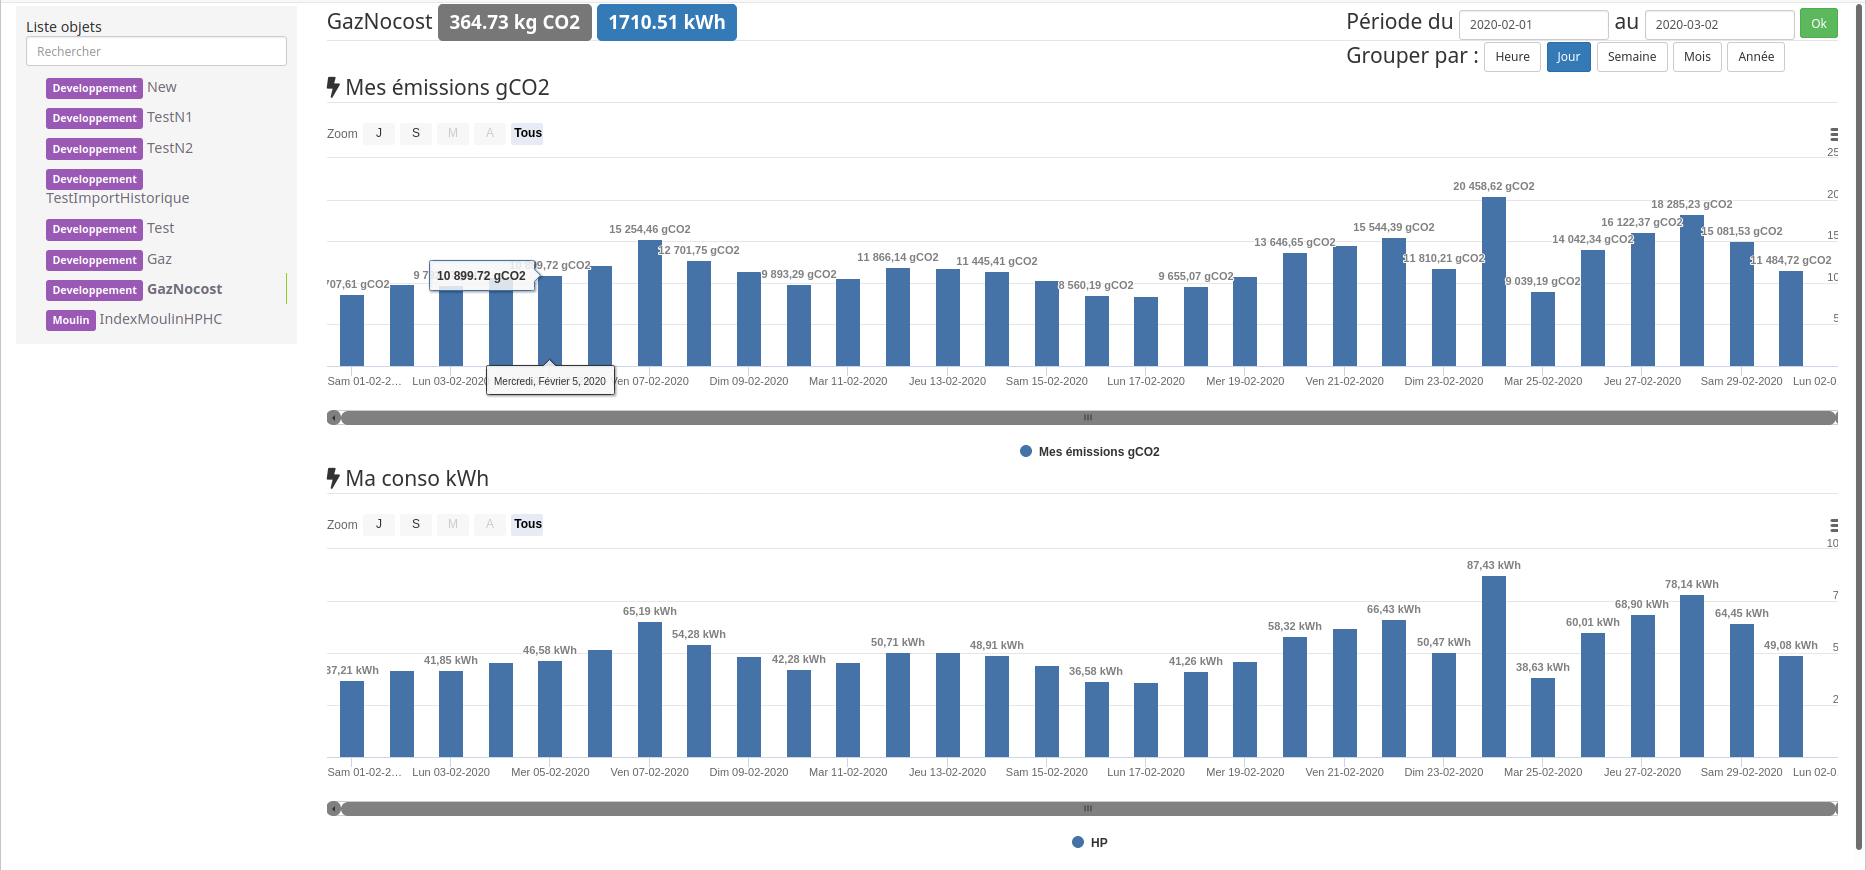 Liste objets
Rechercher
Developpement New
Developpement TestN1
Developpement TestN2
Developpement
TestImportHistorique
Developpement Test
Developpement Gaz
Developpement GazNocost
Moulin IndexMoulinHPHC
GazNocost 364.73 kg CO2 1710.51 kWh
Période du 2020-02-01 au 2020-03-02 Ok
Grouper par : Heure Jour Semaine Mois Année
Mes émissions gCO2
Zoom J S M A Tous
25
20
15
10
5
20 458,62 gCO2
18 285,23 gCO2
15 254,46 gCO2
16 122,37 gCO2
15 544,39 gCO2
15 081,53 gCO2
12 701,75 gCO2
13 646,65 gCO2
14 042,34 gCO2
11 866,14 gCO2
11 445,41 gCO2
11 810,21 gCO2
11 484,72 gCO2
9 893,29 gCO2
9 655,07 gCO2
9 039,19 gCO2
8 560,19 gCO2
707,61 gCO2
10 899.72 gCO2
Sam 01-02-2… Lun 03-02-2020 Mercredi, Février 5, 2020 Ven 07-02-2020 Dim 09-02-2020 Mar 11-02-2020 Jeu 13-02-2020 Sam 15-02-2020 Lun 17-02-2020 Mer 19-02-2020 Ven 21-02-2020 Dim 23-02-2020 Mar 25-02-2020 Jeu 27-02-2020 Sam 29-02-2020 Lun 02-0
Mes émissions gCO2
Ma conso kWh
Zoom J S M A Tous
10
7
5
2
37,21 kWh 41,85 kWh 46,58 kWh 65,19 kWh 54,28 kWh 42,28 kWh 50,71 kWh 48,91 kWh 36,58 kWh 41,26 kWh 58,32 kWh 66,43 kWh 50,47 kWh 87,43 kWh 38,63 kWh 60,01 kWh 68,90 kWh 78,14 kWh 64,45 kWh 49,08 kWh
Sam 01-02-2… Lun 03-02-2020 Mer 05-02-2020 Ven 07-02-2020 Dim 09-02-2020 Mar 11-02-2020 Jeu 13-02-2020 Sam 15-02-2020 Lun 17-02-2020 Mer 19-02-2020 Ven 21-02-2020 Dim 23-02-2020 Mar 25-02-2020 Jeu 27-02-2020 Sam 29-02-2020 Lun 02-0
HP